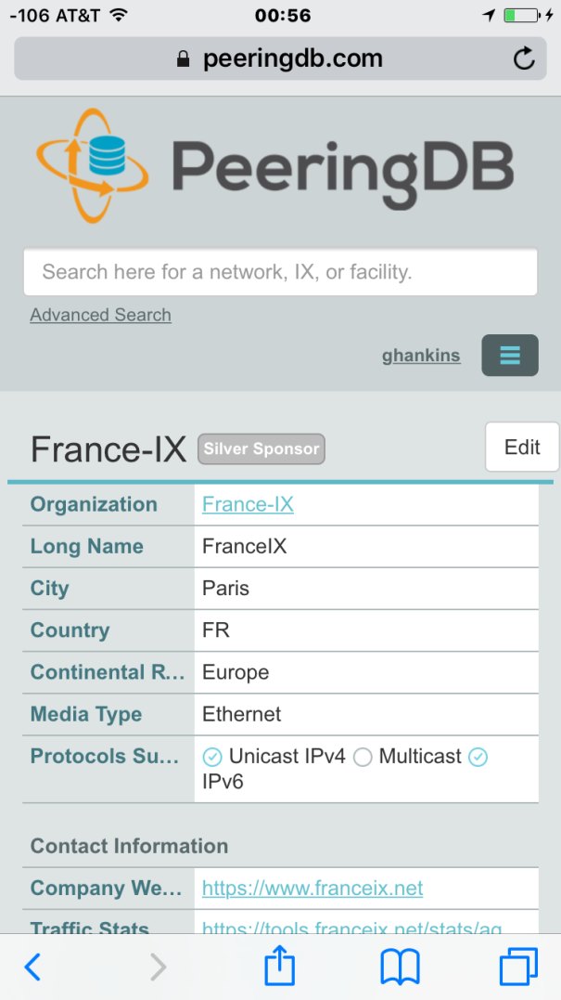 -106 AT&T 00:56
peeringdb.com
PeeringDB
Search here for a network, IX, or facility.
Advanced Search
ghankins
France-IX Silver Sponsor Edit
Organization France-IX
Long Name FranceIX
City Paris
Country FR
Continental R... Europe
Media Type Ethernet
Protocols Su... Unicast IPv4 Multicast
IPv6
Contact Information
Company We... https://www.franceix.net
Traffic Stats https://tools.franceix.net/stats/ag